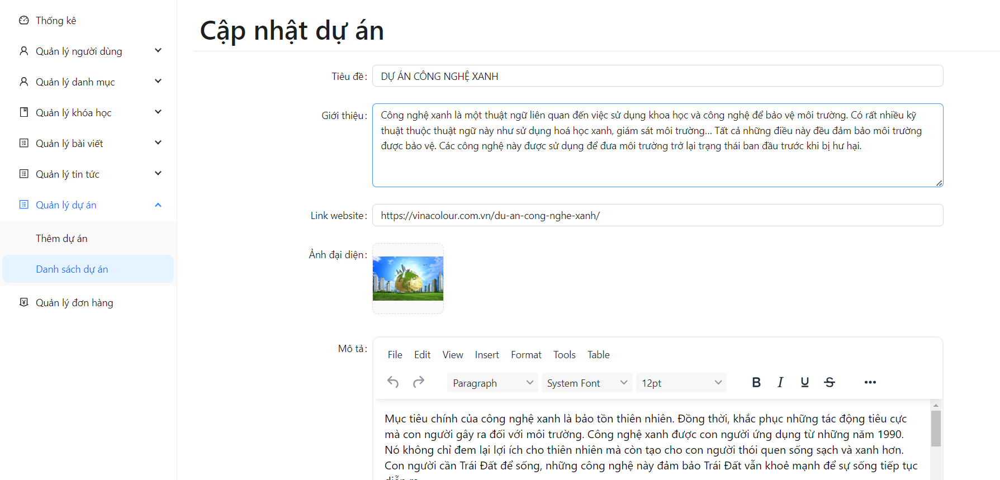 Thống kê
Quản lý người dùng
Quản lý danh mục
Quản lý khóa học
Quản lý bài viết
Quản lý tin tức
Quản lý dự án
Thêm dự án
Danh sách dự án
Quản lý đơn hàng
Cập nhật dự án
Tiêu đề: DỰ ÁN CÔNG NGHỆ XANH
Giới thiệu: Công nghệ xanh là một thuật ngữ liên quan đến việc sử dụng khoa học và công nghệ để bảo vệ môi trường. Có rất nhiều kỹ
thuật thuộc thuật ngữ này như sử dụng hoá học xanh, giám sát môi trường... Tất cả những điều này đều đảm bảo môi trường
được bảo vệ. Các công nghệ này được sử dụng để đưa môi trường trở lại trạng thái ban đầu trước khi bị hư hại.
Link website: https://vinacolour.com.vn/du-an-cong-nghe-xanh/
Ảnh đại diện:
Mô tả:
File Edit View Insert Format Tools Table
Paragraph System Font 12pt B I U S
Mục tiêu chính của công nghệ xanh là bảo tồn thiên nhiên. Đồng thời, khắc phục những tác động tiêu cực
mà con người gây ra đối với môi trường. Công nghệ xanh được con người ứng dụng từ những năm 1990.
Nó không chỉ đem lại lợi ích cho thiên nhiên mà còn tạo cho con người thói quen sống sạch và xanh hơn.
Con người cần Trái Đất để sống, những công nghệ này đảm bảo Trái Đất vẫn khoẻ mạnh để sự sống tiếp tục